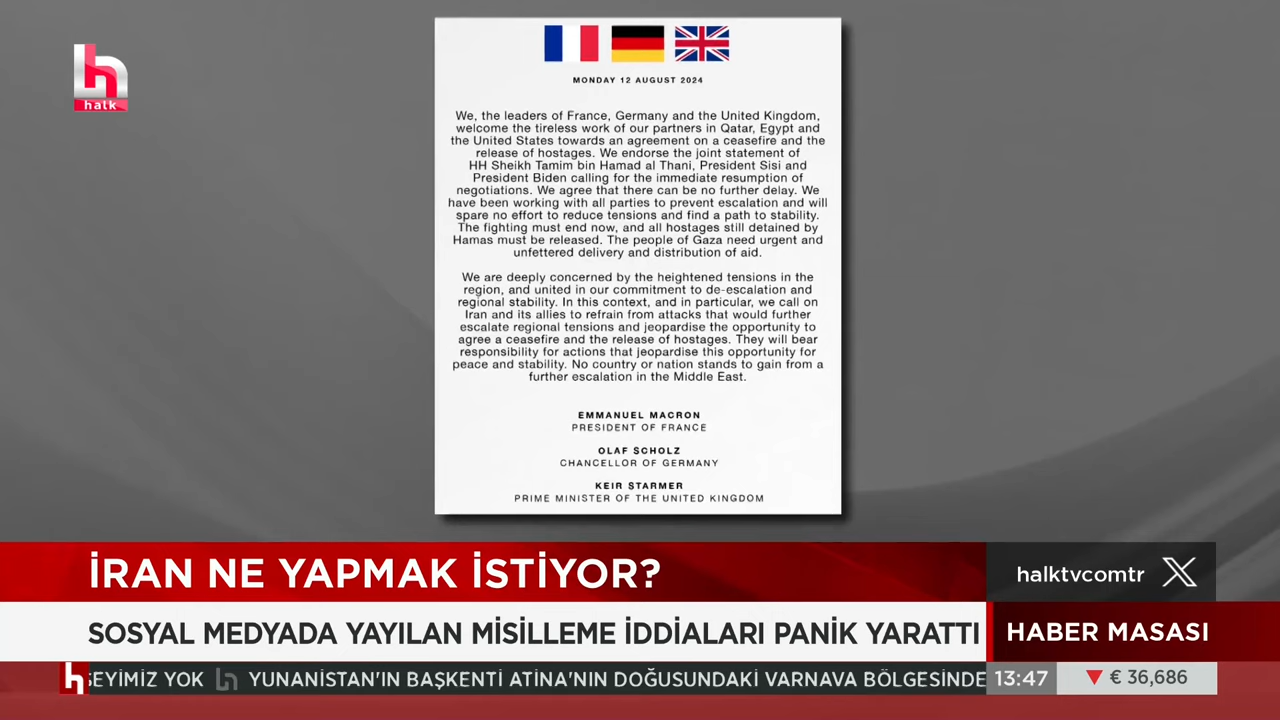 halk
MONDAY 12 AUGUST 2024
We, the leaders of France, Germany and the United Kingdom,
welcome the tireless work of our partners in Qatar, Egypt and
the United States towards an agreement on a ceasefire and the
release of hostages. We endorse the joint statement of
HH Sheikh Tamim bin Hamad al Thani, President Sisi and
President Biden calling for the immediate resumption of
negotiations. We agree that there can be no further delay. We
have been working with all parties to prevent escalation and will
spare no effort to reduce tensions and find a path to stability.
The fighting must end now, and all hostages still detained by
Hamas must be released. The people of Gaza need urgent and
unfettered delivery and distribution of aid.
We are deeply concerned by the heightened tensions in the
region, and united in our commitment to de-escalation and
regional stability. In this context, and in particular, we call on
Iran and its allies to refrain from attacks that would further
escalate regional tensions and jeopardise the opportunity to
agree a ceasefire and the release of hostages. They will bear
responsibility for actions that jeopardise this opportunity for
peace and stability. No country or nation stands to gain from a
further escalation in the Middle East.
EMMANUEL MACRON
PRESIDENT OF FRANCE
OLAF SCHOLZ
CHANCELLOR OF GERMANY
KEIR STARMER
PRIME MINISTER OF THE UNITED KINGDOM
İRAN NE YAPMAK İSTİYOR?
halktvcomtr X
SOSYAL MEDYADA YAYILAN MİSİLLEME İDDİALARI PANİK YARATTI
HABER MASASI
ŞEYİMİZ YOK YUNANİSTAN'IN BAŞKENTİ ATİNA'NIN DOĞUSUNDAKİ VARNAVA BÖLGESİNDE
13:47
€ 36,686